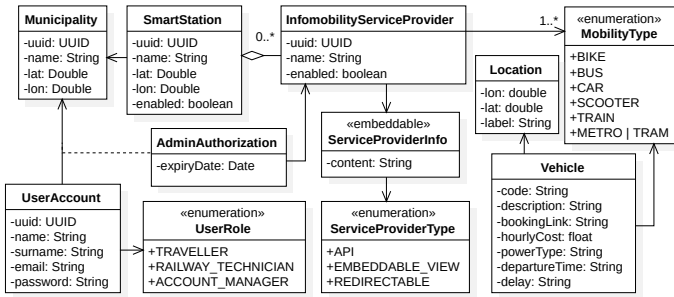 Municipality
-uuid: UUID
-name: String
-lat: Double
-lon: Double
SmartStation
-uuid: UUID
-name: String
-lat: Double
-lon: Double
-enabled: boolean
0..*
InfomobilityServiceProvider
-uuid: UUID
-name: String
-enabled: boolean
1..*
«enumeration»
MobilityType
+BIKE
+BUS
+CAR
+SCOOTER
+TRAIN
+METRO | TRAM
Location
-lon: double
-lat: double
-label: String
AdminAuthorization
-expiryDate: Date
«embeddable»
ServiceProviderInfo
-content: String
UserAccount
-uuid: UUID
-name: String
-surname: String
-email: String
-password: String
«enumeration»
UserRole
+TRAVELLER
+RAILWAY_TECHNICIAN
+ACCOUNT_MANAGER
«enumeration»
ServiceProviderType
+API
+EMBEDDABLE_VIEW
+REDIRECTABLE
Vehicle
-code: String
-description: String
-bookingLink: String
-hourlyCost: float
-powerType: String
-departureTime: String
-delay: String